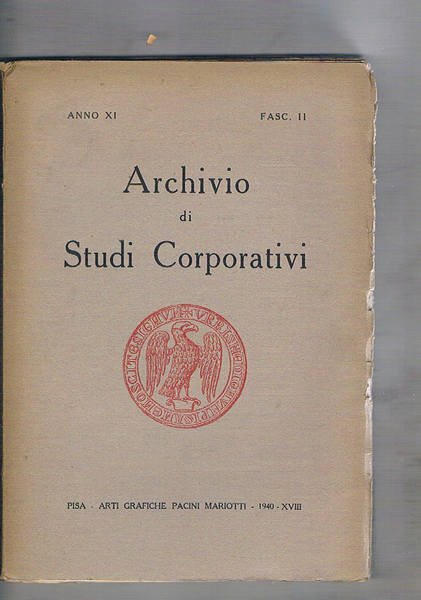 ANNO XI FASC. II
Archivio
di
Studi Corporativi
PISA - ARTI GRAFICHE PACINI MARIOTTI - 1940 - XVIII